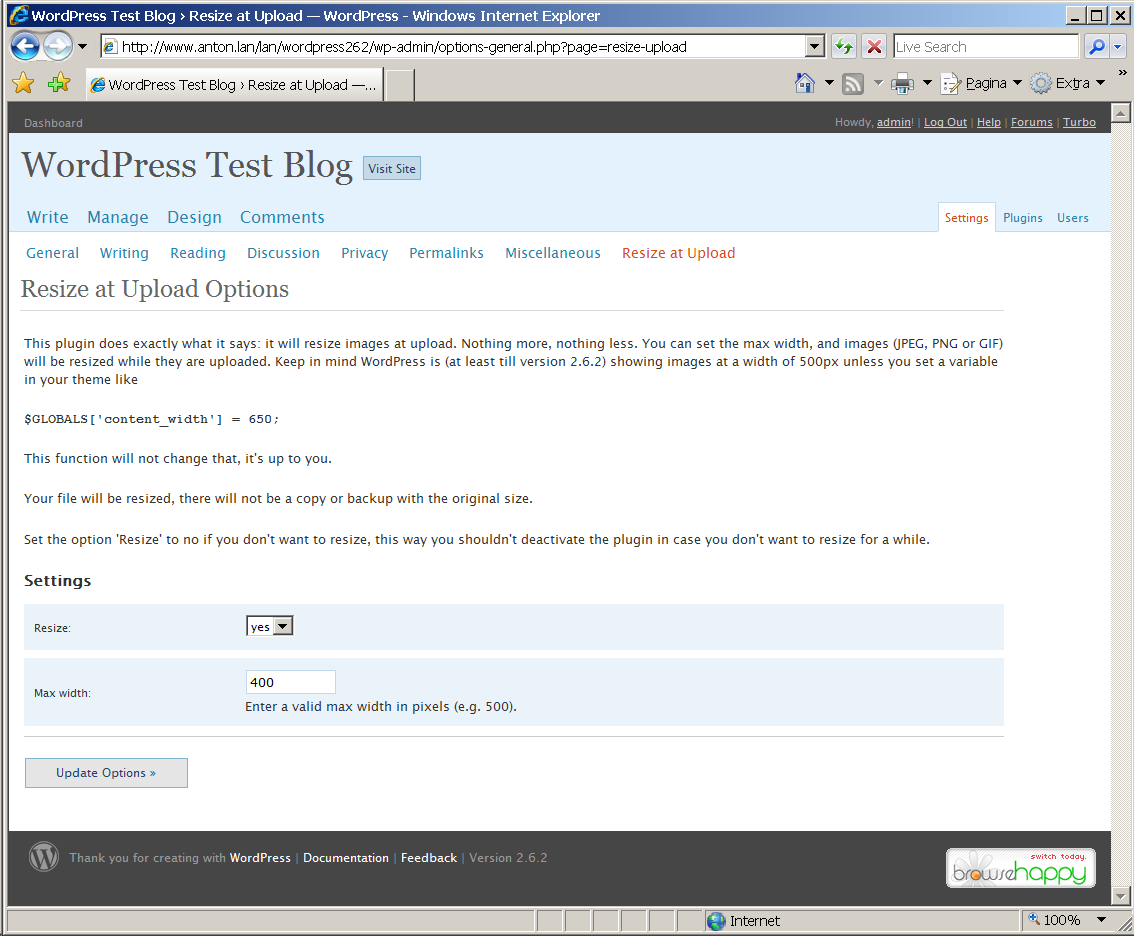 WordPress Test Blog › Resize at Upload — WordPress - Windows Internet Explorer
http://www.anton.lan/lan/wordpress262/wp-admin/options-general.php?page=resize-upload
Live Search
WordPress Test Blog › Resize at Upload —...
Pagina
Extra
»
Dashboard
Howdy, admin! | Log Out | Help | Forums | Turbo
WordPress Test Blog
Visit Site
Write Manage Design Comments
Settings Plugins Users
General Writing Reading Discussion Privacy Permalinks Miscellaneous Resize at Upload
Resize at Upload Options
This plugin does exactly what it says: it will resize images at upload. Nothing more, nothing less. You can set the max width, and images (JPEG, PNG or GIF)
will be resized while they are uploaded. Keep in mind WordPress is (at least till version 2.6.2) showing images at a width of 500px unless you set a variable
in your theme like
$GLOBALS['content_width'] = 650;
This function will not change that, it's up to you.
Your file will be resized, there will not be a copy or backup with the original size.
Set the option 'Resize' to no if you don't want to resize, this way you shouldn't deactivate the plugin in case you don't want to resize for a while.
Settings
Resize: yes
Max width: 400
Enter a valid max width in pixels (e.g. 500).
Update Options »
Thank you for creating with WordPress | Documentation | Feedback | Version 2.6.2
switch today.
browsehappy
Internet
100%